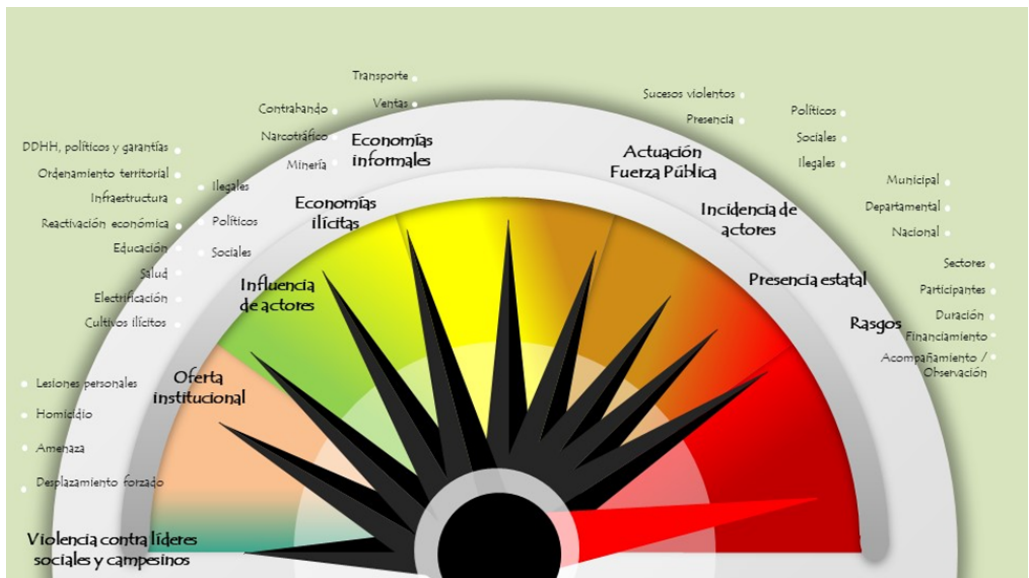 Transporte
Ventas
Contrabando
Narcotráfico
Minería
Economías
informales
Sucesos violentos
Presencia
Actuación
Fuerza Pública
Políticos
Sociales
Ilegales
DDHH, políticos y garantías
Ordenamiento territorial
Infraestructura
Reactivación económica
Educación
Salud
Electrificación
Cultivos ilícitos
Ilegales
Políticos
Sociales
Economías
ilícitas
Influencia
de actores
Incidencia de
actores
Municipal
Departamental
Nacional
Presencia estatal
Sectores
Participantes
Duración
Financiamiento
Acompañamiento /
Observación
Rasgos
Oferta
institucional
Lesiones personales
Homicidio
Amenaza
Desplazamiento forzado
Violencia contra líderes
sociales y campesinos